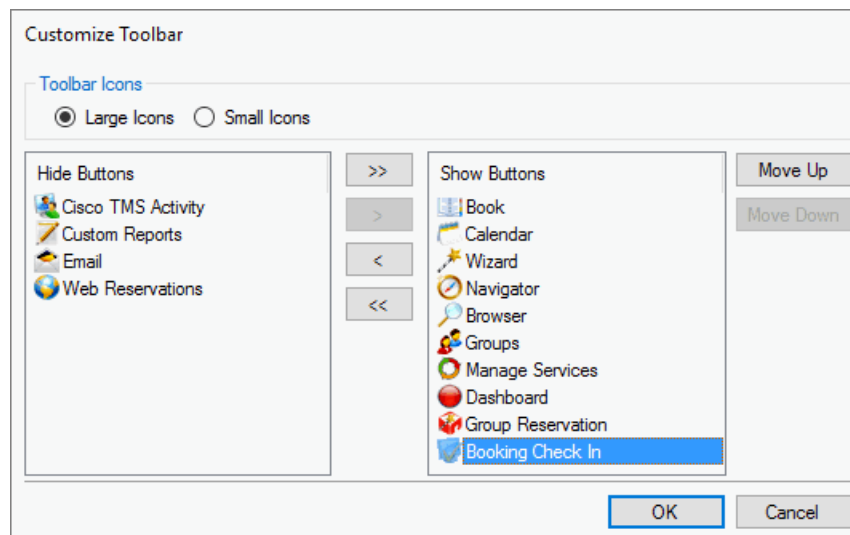 Customize Toolbar
Toolbar Icons
Large Icons Small Icons
Hide Buttons
Cisco TMS Activity
Custom Reports
Email
Web Reservations
>>
>
<
<<
Show Buttons
Book
Calendar
Wizard
Navigator
Browser
Groups
Manage Services
Dashboard
Group Reservation
Booking Check In
Move Up
Move Down
OK Cancel